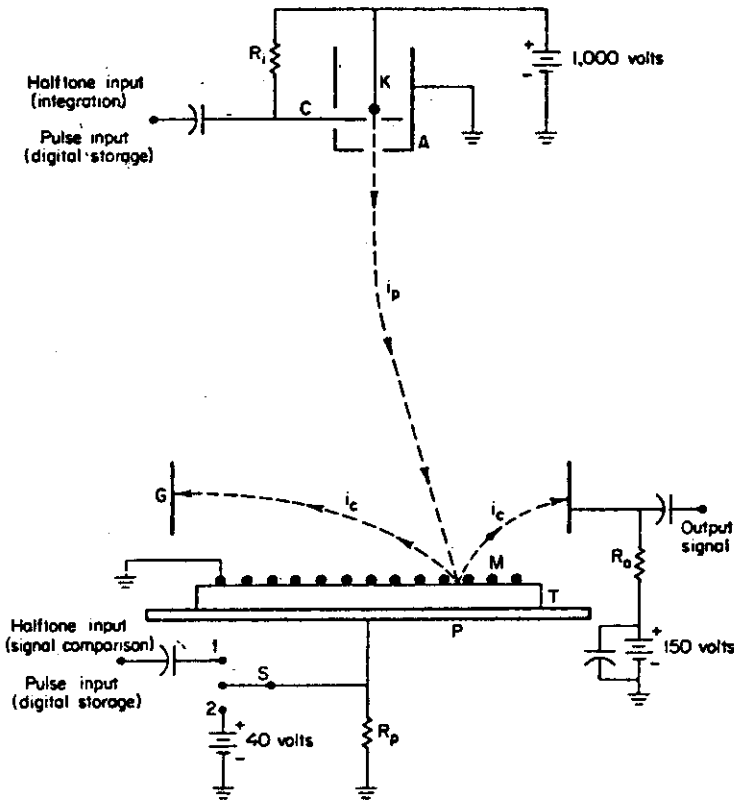 R_i
+
-
1,000 volts
Halftone input
(integration)
C
K
Pulse input
(digital storage)
A
i_p
G
i_c
i_c
Output
signal
M
R_o
T
P
+
-
150 volts
Halftone input
(signal comparison)
1
Pulse input
(digital storage)
S
2
+
-
40 volts
R_p